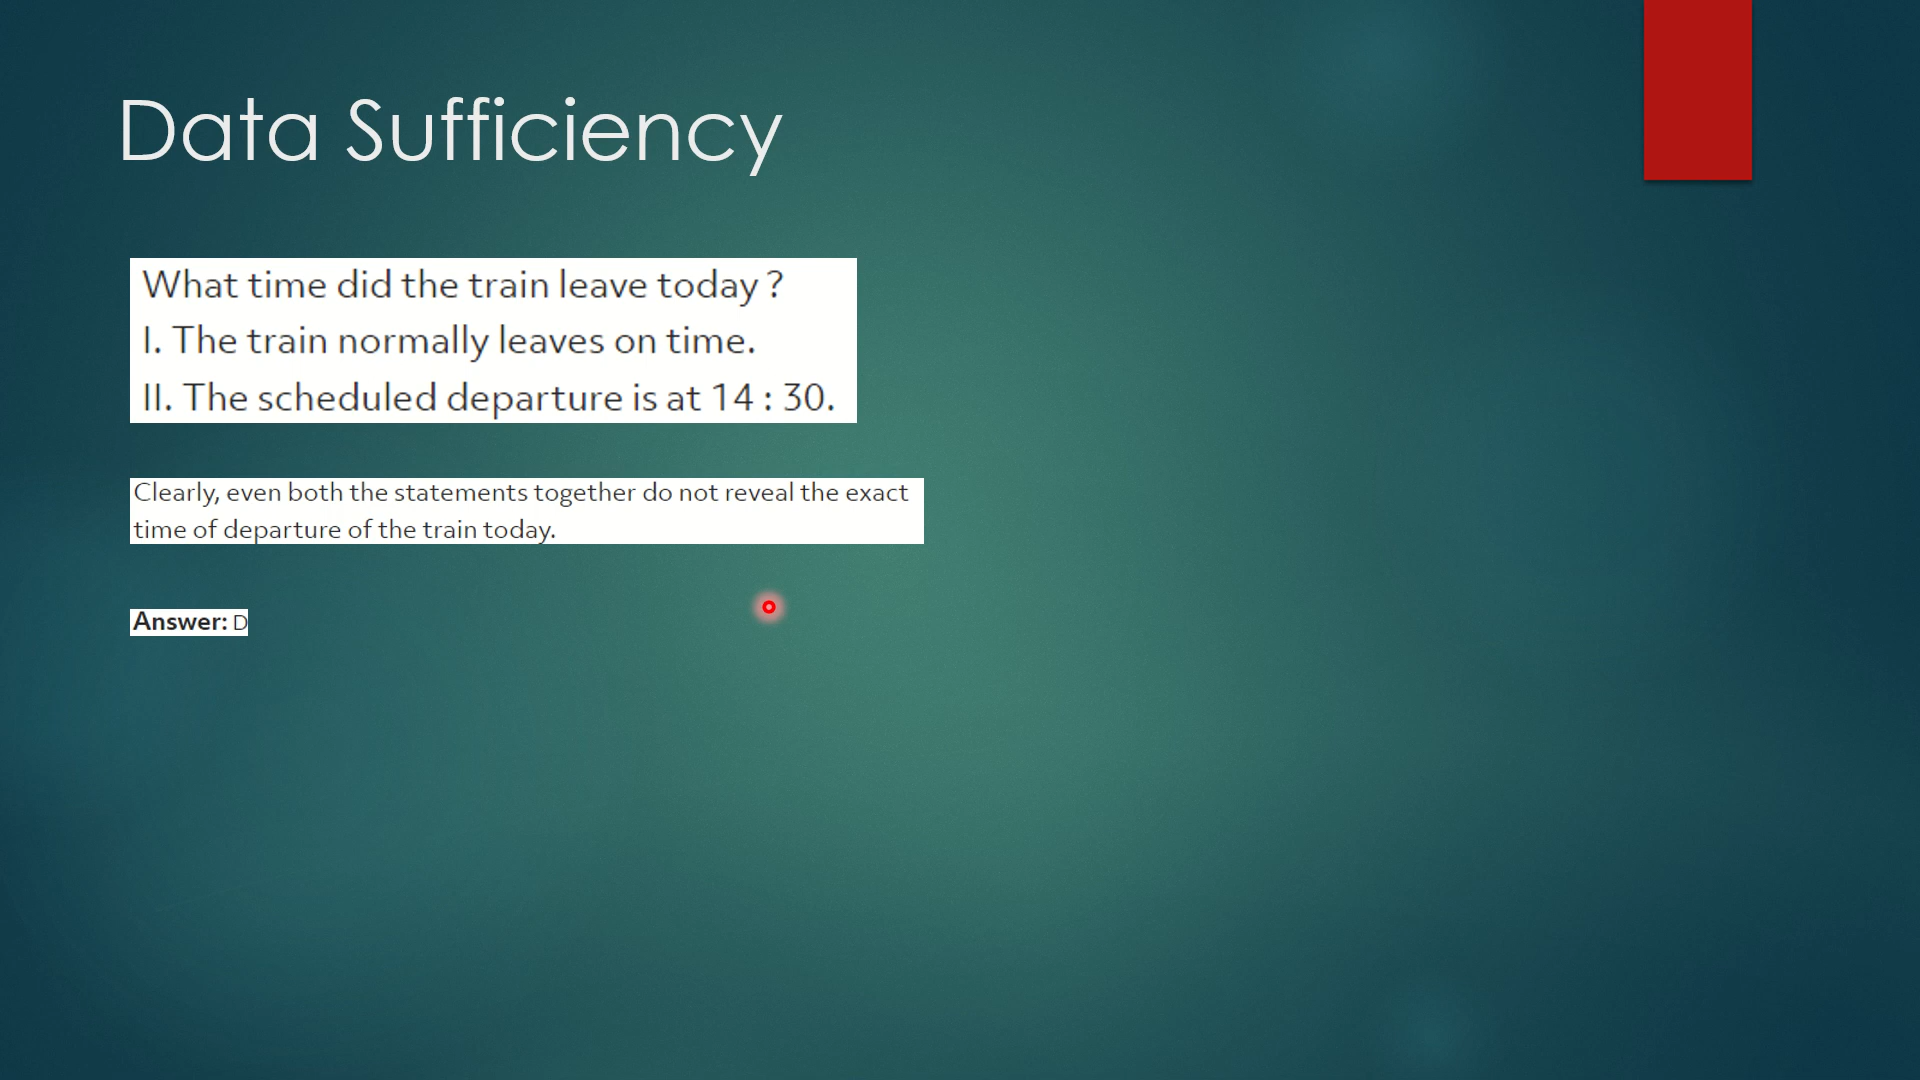 Data Sufficiency
What time did the train leave today ?
I. The train normally leaves on time.
II. The scheduled departure is at 14 : 30.
Clearly, even both the statements together do not reveal the exact
time of departure of the train today.
Answer: D